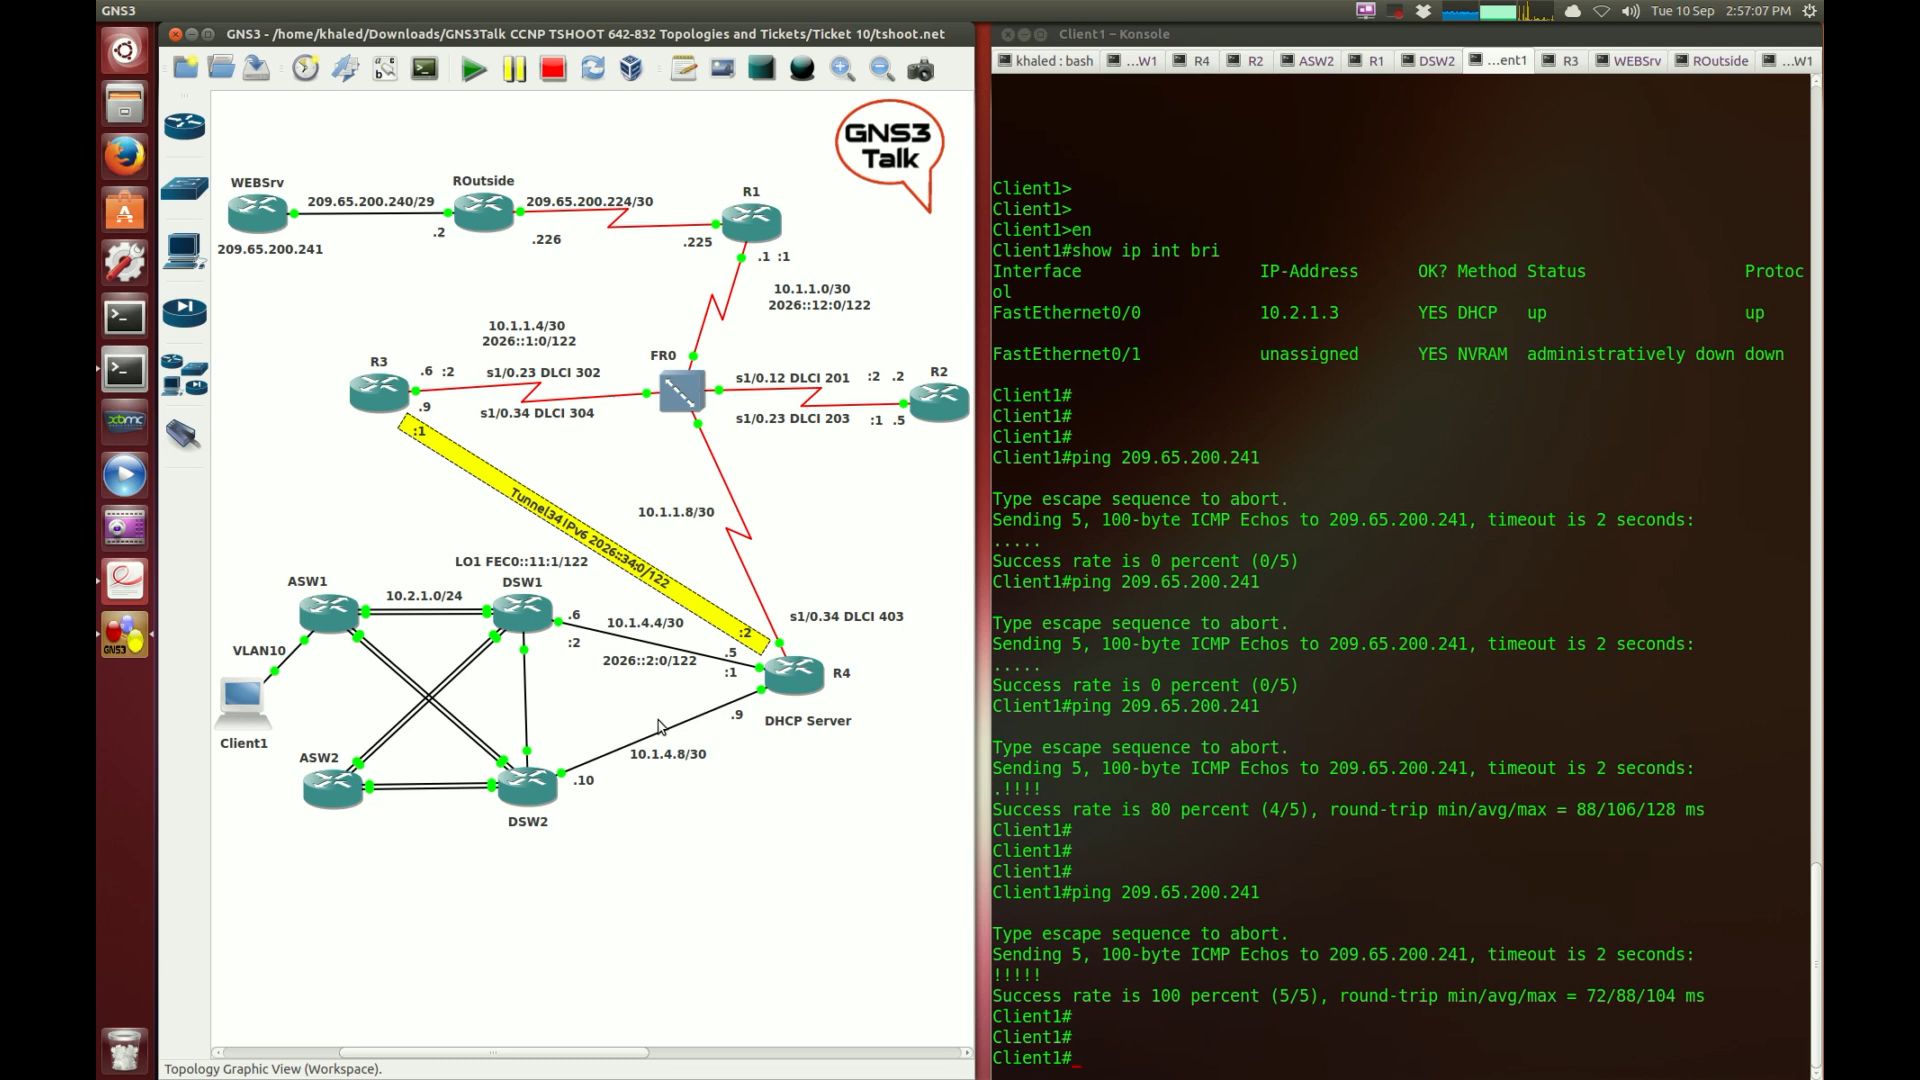 GNS3
Tue 10 Sep 2:57:07 PM
GNS3 - /home/khaled/Downloads/GNS3Talk CCNP TSHOOT 642-832 Topologies and Tickets/Ticket 10/tshoot.net
GNS3
Talk
WEBSrv
209.65.200.240/29
.2
209.65.200.241
ROutside
209.65.200.224/30
.226
.225
R1
.1 :1
10.1.1.0/30
2026::12:0/122
10.1.1.4/30
2026::1:0/122
R3
.6 :2
s1/0.23 DLCI 302
.9
s1/0.34 DLCI 304
:1
FR0
s1/0.12 DLCI 201
:2 .2
R2
s1/0.23 DLCI 203
:1 .5
Tunnel34 IPv6 2026::34:0/122
10.1.1.8/30
LO1 FEC0::11:1/122
ASW1
10.2.1.0/24
DSW1
.6
:2
10.1.4.4/30
2026::2:0/122
:2
.5
:1
s1/0.34 DLCI 403
R4
.9
DHCP Server
VLAN10
Client1
ASW2
10.1.4.8/30
.10
DSW2
xbmc
GNS3
Topology Graphic View (Workspace).
Client1 – Konsole
khaled : bash
...W1
R4
R2
ASW2
R1
DSW2
...ent1
R3
WEBSrv
ROutside
...W1
Client1>
Client1>
Client1>en
Client1#show ip int bri
Interface IP-Address OK? Method Status Protoc
ol
FastEthernet0/0 10.2.1.3 YES DHCP up up
FastEthernet0/1 unassigned YES NVRAM administratively down down
Client1#
Client1#
Client1#
Client1#ping 209.65.200.241
Type escape sequence to abort.
Sending 5, 100-byte ICMP Echos to 209.65.200.241, timeout is 2 seconds:
.....
Success rate is 0 percent (0/5)
Client1#ping 209.65.200.241
Type escape sequence to abort.
Sending 5, 100-byte ICMP Echos to 209.65.200.241, timeout is 2 seconds:
.....
Success rate is 0 percent (0/5)
Client1#ping 209.65.200.241
Type escape sequence to abort.
Sending 5, 100-byte ICMP Echos to 209.65.200.241, timeout is 2 seconds:
.!!!!
Success rate is 80 percent (4/5), round-trip min/avg/max = 88/106/128 ms
Client1#
Client1#
Client1#
Client1#ping 209.65.200.241
Type escape sequence to abort.
Sending 5, 100-byte ICMP Echos to 209.65.200.241, timeout is 2 seconds:
!!!!!
Success rate is 100 percent (5/5), round-trip min/avg/max = 72/88/104 ms
Client1#
Client1#
Client1#